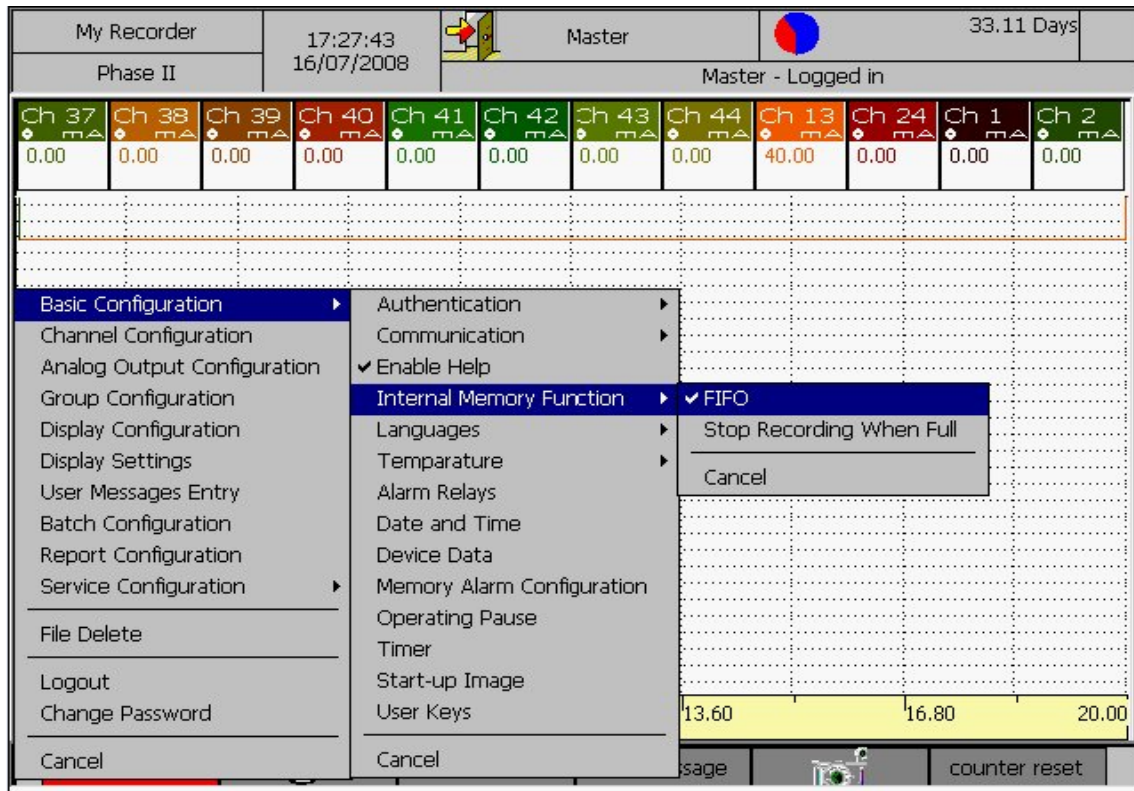 My Recorder
Phase II
17:27:43
16/07/2008
Master
33.11 Days
Master - Logged in
Ch 37 Ch 38 Ch 39 Ch 40 Ch 41 Ch 42 Ch 43 Ch 44 Ch 13 Ch 24 Ch 1 Ch 2
mA mA mA mA mA mA mA mA mA mA mA mA
0.00 0.00 0.00 0.00 0.00 0.00 0.00 0.00 40.00 0.00 0.00 0.00
Basic Configuration
Channel Configuration
Analog Output Configuration
Group Configuration
Display Configuration
Display Settings
User Messages Entry
Batch Configuration
Report Configuration
Service Configuration
File Delete
Logout
Change Password
Cancel
Authentication
Communication
Enable Help
Internal Memory Function
Languages
Temparature
Alarm Relays
Date and Time
Device Data
Memory Alarm Configuration
Operating Pause
Timer
Start-up Image
User Keys
Cancel
FIFO
Stop Recording When Full
Cancel
13.60 16.80 20.00
counter reset